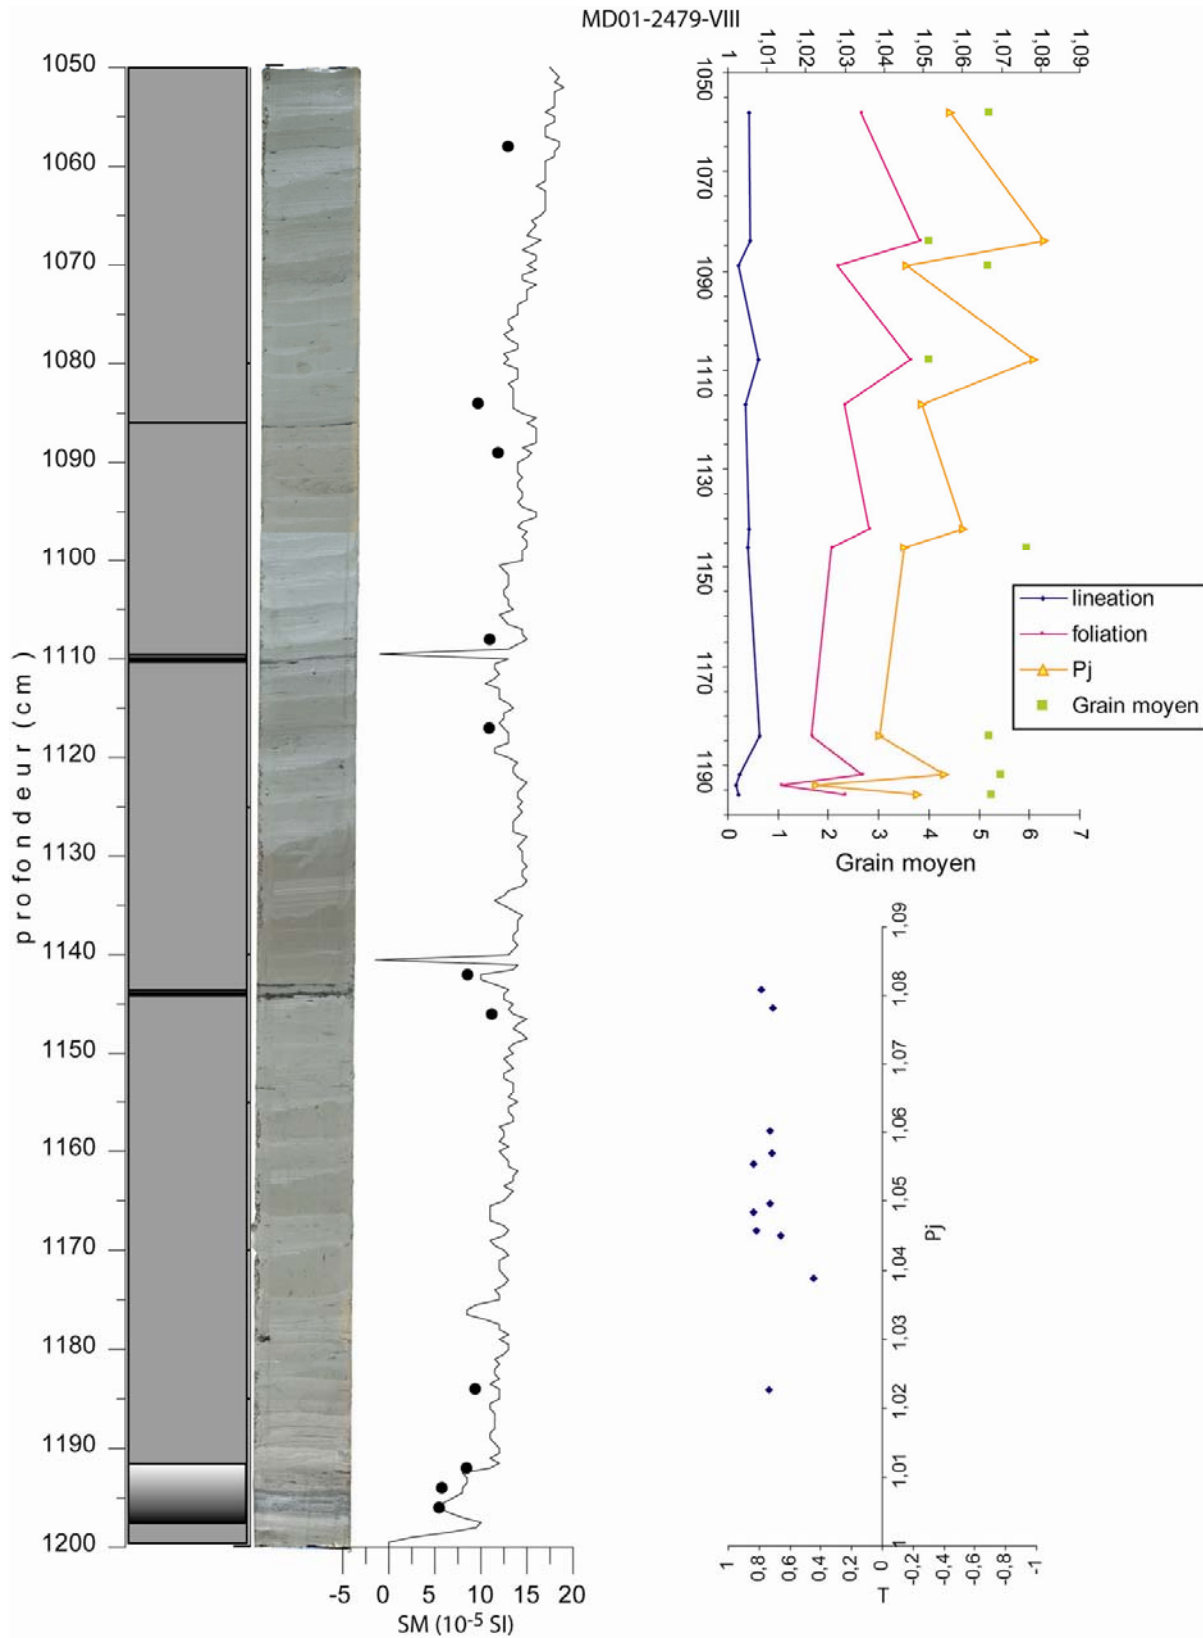 MD01-2479-VIII
profondeur (cm)
1050
1060
1070
1080
1090
1100
1110
1120
1130
1140
1150
1160
1170
1180
1190
1200
-5 0 5 10 15 20
SM (10-5 SI)
1 1,01 1,02 1,03 1,04 1,05 1,06 1,07 1,08 1,09
1050
1070
1090
1110
1130
1150
1170
1190
0 1 2 3 4 5 6 7
Grain moyen
lineation
foliation
Pj
Grain moyen
1,09
1,08
1,07
1,06
1,05
1,04
1,03
1,02
1,01
1
Pj
1 0,8 0,6 0,4 0,2 0 -0,2 -0,4 -0,6 -0,8 -1
T